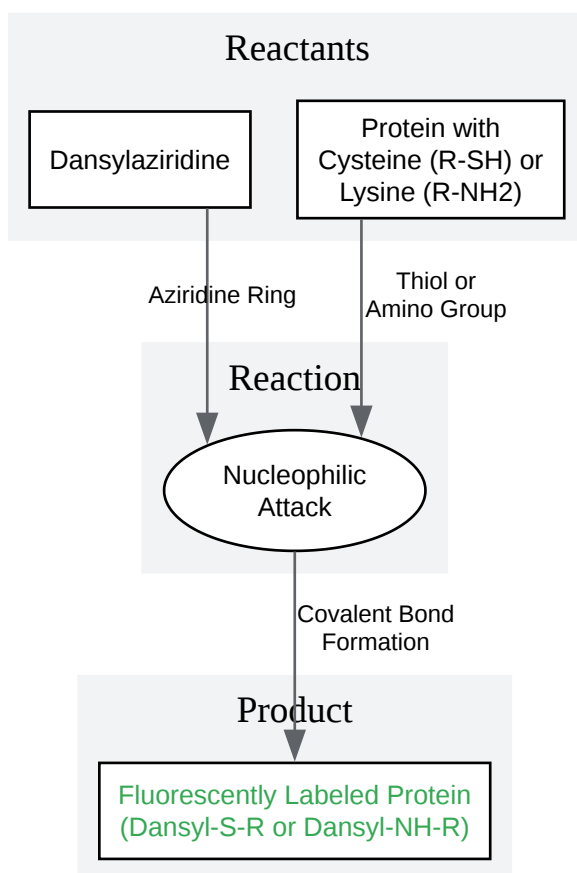 Reactants
Dansylaziridine
Protein with
Cysteine (R-SH) or
Lysine (R-NH2)
Aziridine Ring
Thiol or
Amino Group
Reaction
Nucleophilic
Attack
Covalent Bond
Formation
Product
Fluorescently Labeled Protein
(Dansyl-S-R or Dansyl-NH-R)